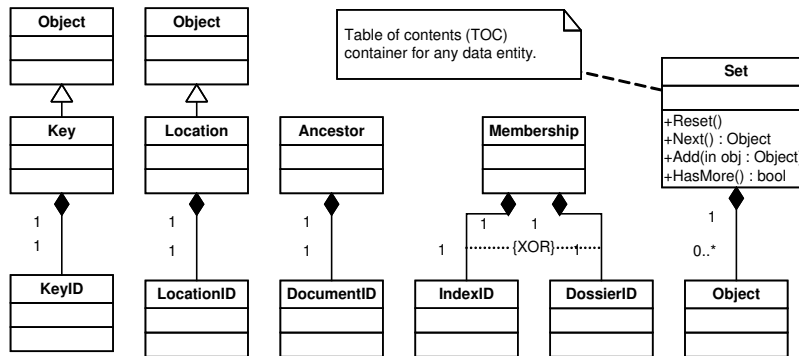 Object
Object
Table of contents (TOC)
container for any data entity.
Set
+Reset()
+Next() : Object
+Add(in obj : Object)
+HasMore() : bool
Key
Location
Ancestor
Membership
1
1
1
1
1
1
1
1
1
1
1
{XOR}
1
0..*
KeyID
LocationID
DocumentID
IndexID
DossierID
Object